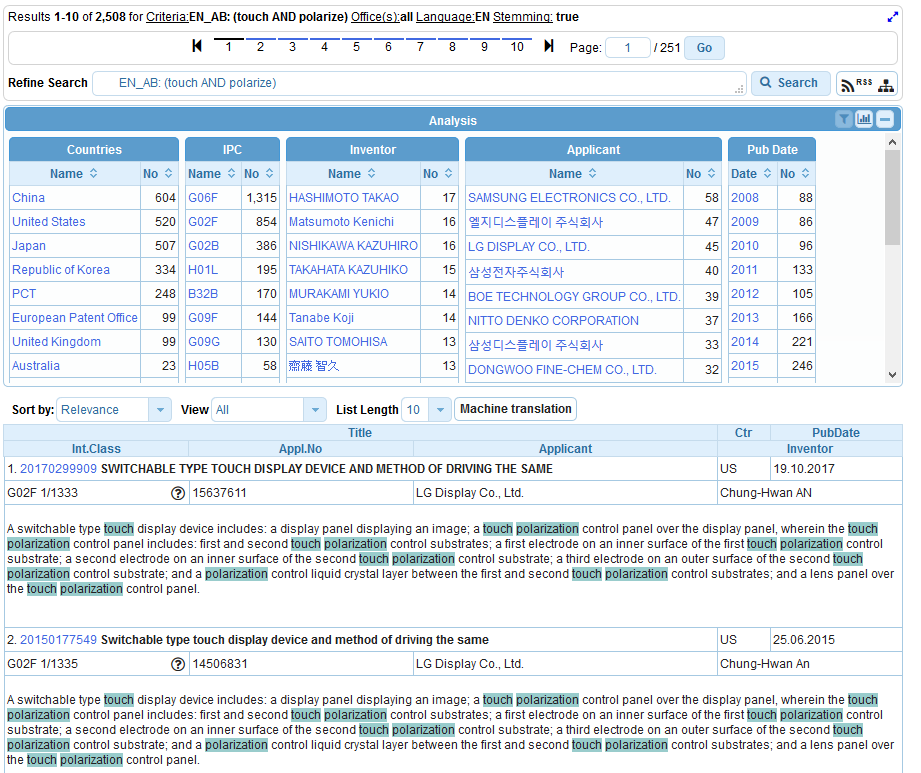 Results 1-10 of 2,508 for Criteria:EN_AB: (touch AND polarize) Office(s):all Language:EN Stemming: true
1 2 3 4 5 6 7 8 9 10 Page: 1 / 251 Go
Refine Search EN_AB: (touch AND polarize) Search RSS
Analysis
Countries IPC Inventor Applicant Pub Date
Name No Name No Name No Name No Date No
China 604 G06F 1,315 HASHIMOTO TAKAO 17 SAMSUNG ELECTRONICS CO., LTD. 58 2008 88
United States 520 G02F 854 Matsumoto Kenichi 16 엘지디스플레이 주식회사 47 2009 86
Japan 507 G02B 386 NISHIKAWA KAZUHIRO 16 LG DISPLAY CO., LTD. 45 2010 96
Republic of Korea 334 H01L 195 TAKAHATA KAZUHIKO 15 삼성전자주식회사 40 2011 133
PCT 248 B32B 170 MURAKAMI YUKIO 14 BOE TECHNOLOGY GROUP CO., LTD. 39 2012 105
European Patent Office 99 G09F 144 Tanabe Koji 14 NITTO DENKO CORPORATION 37 2013 166
United Kingdom 99 G09G 130 SAITO TOMOHISA 13 삼성디스플레이 주식회사 33 2014 221
Australia 23 H05B 58 齋藤 智久 13 DONGWOO FINE-CHEM CO., LTD. 32 2015 246
Sort by: Relevance View All List Length 10 Machine translation
Title Ctr PubDate
Int.Class Appl.No Applicant Inventor
1. 20170299909 SWITCHABLE TYPE TOUCH DISPLAY DEVICE AND METHOD OF DRIVING THE SAME US 19.10.2017
G02F 1/1333 ? 15637611 LG Display Co., Ltd. Chung-Hwan AN
A switchable type touch display device includes: a display panel displaying an image; a touch polarization control panel over the display panel, wherein the touch
polarization control panel includes: first and second touch polarization control substrates; a first electrode on an inner surface of the first touch polarization control
substrate; a second electrode on an inner surface of the second touch polarization control substrate; a third electrode on an outer surface of the second touch
polarization control substrate; and a polarization control liquid crystal layer between the first and second touch polarization control substrates; and a lens panel over
the touch polarization control panel.
2. 20150177549 Switchable type touch display device and method of driving the same US 25.06.2015
G02F 1/1335 ? 14506831 LG Display Co., Ltd. Chung-Hwan An
A switchable type touch display device includes: a display panel displaying an image; a touch polarization control panel over the display panel, wherein the touch
polarization control panel includes: first and second touch polarization control substrates; a first electrode on an inner surface of the first touch polarization control
substrate; a second electrode on an inner surface of the second touch polarization control substrate; a third electrode on an outer surface of the second touch
polarization control substrate; and a polarization control liquid crystal layer between the first and second touch polarization control substrates; and a lens panel over
the touch polarization control panel.